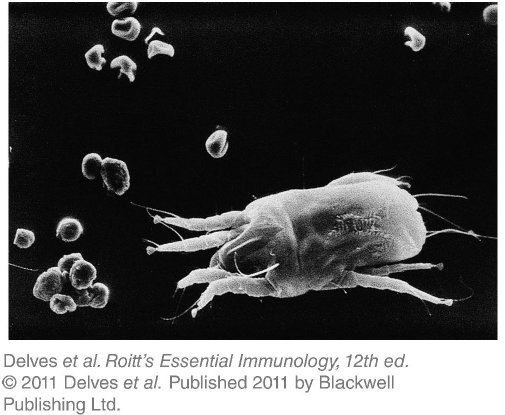 Delves et al. Roitt's Essential Immunology, 12th ed.
© 2011 Delves et al. Published 2011 by Blackwell
Publishing Ltd.